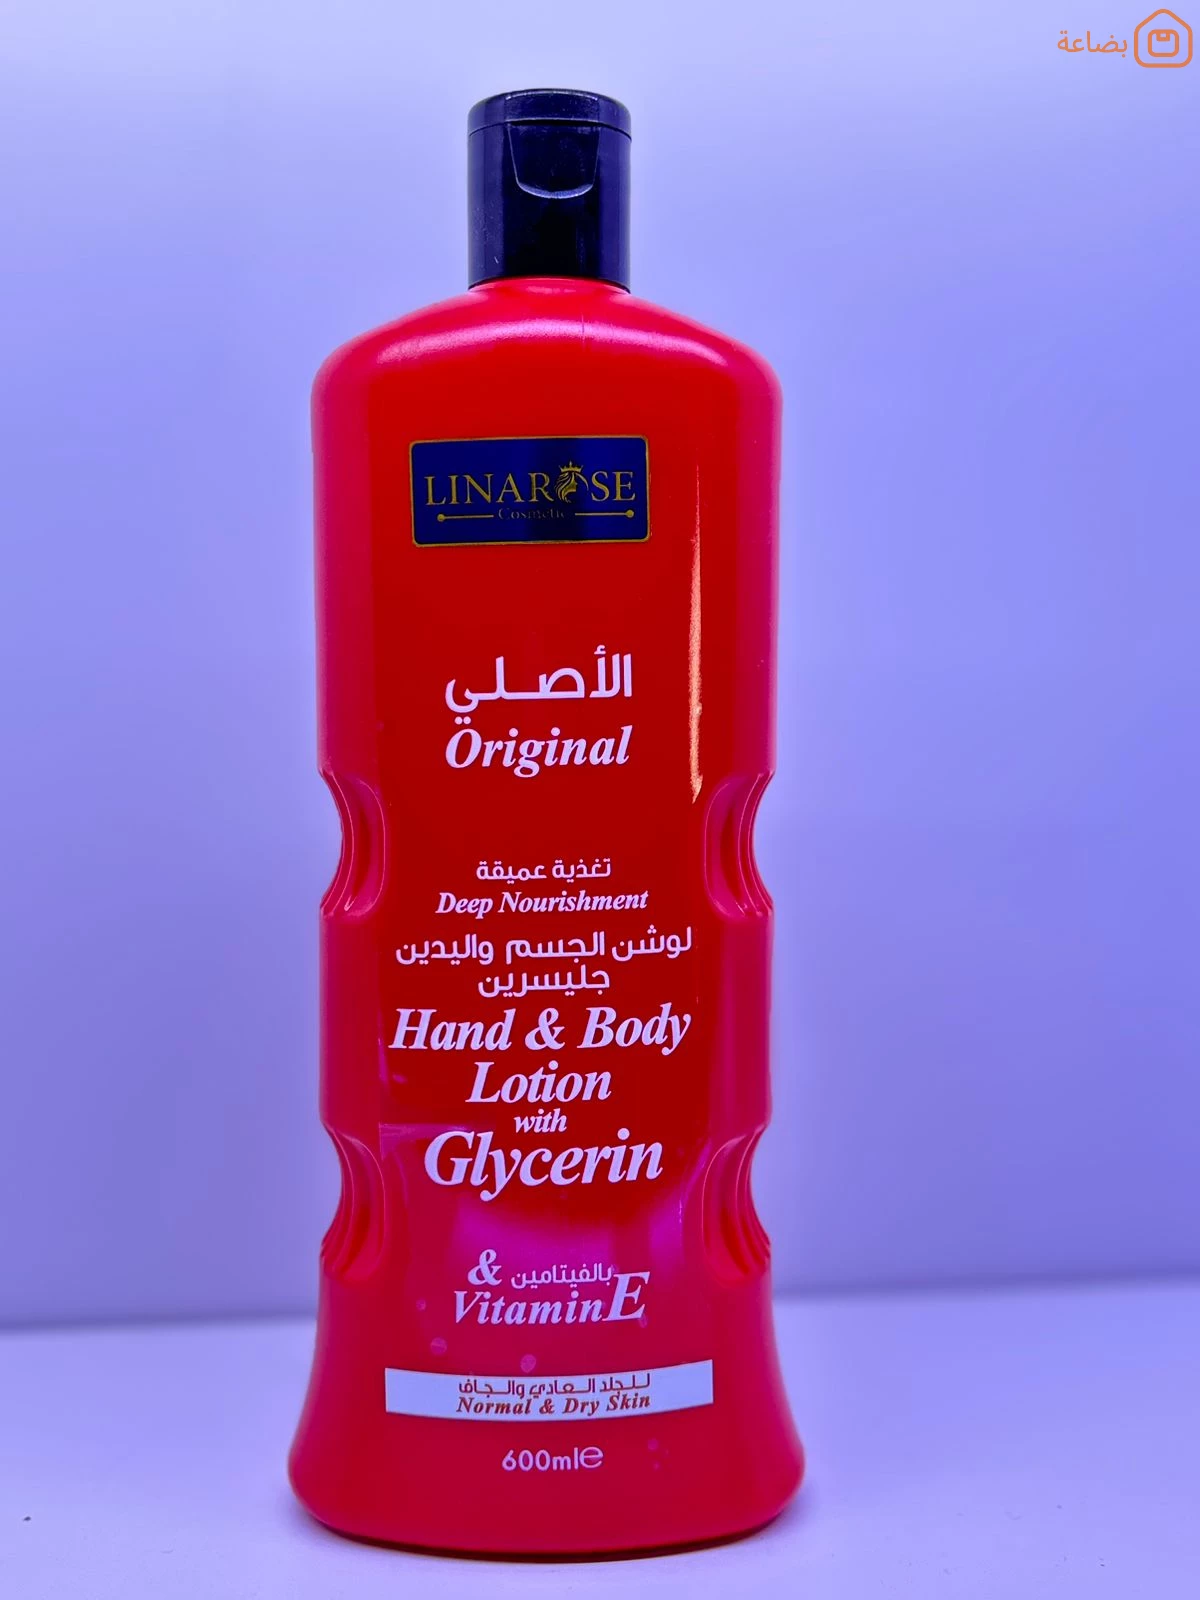 بضاعة
LINAROSE
Cosmetic
الأصلي
Original
تغذية عميقة
Deep Nourishment
لوشن الجسم واليدين
جليسرين
Hand & Body
Lotion
with
Glycerin
& بالفيتامين
Vitamin E
للجلد العادي والجاف
Normal & Dry Skin
600ml℮